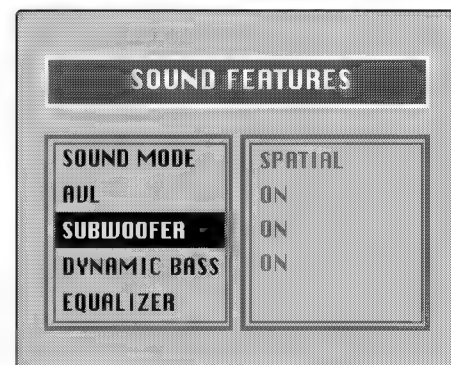 SOUND FEATURES
SOUND MODE SPATIAL
AVL ON
SUBWOOFER ON
DYNAMIC BASS ON
EQUALIZER